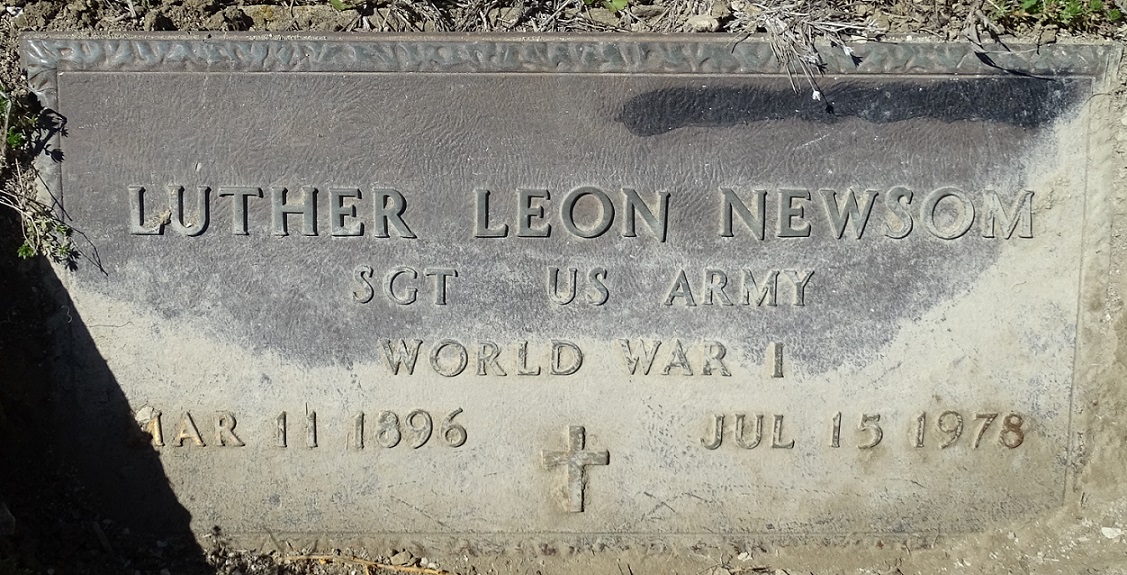 LUTHER LEON NEWSOM
SGT US ARMY
WORLD WAR I
MAR 11 1896 JUL 15 1978